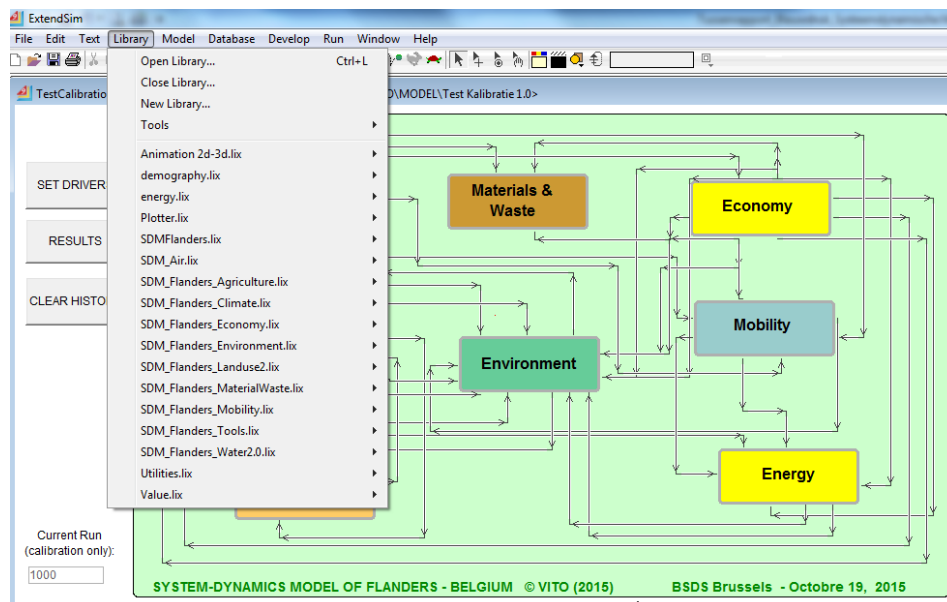 ExtendSim
File Edit Text Library Model Database Develop Run Window Help
Open Library... Ctrl+L
Close Library...
New Library...
Tools
Animation 2d-3d.lix
demography.lix
energy.lix
Plotter.lix
SDMFlanders.lix
SDM_Air.lix
SDM_Flanders_Agriculture.lix
SDM_Flanders_Climate.lix
SDM_Flanders_Economy.lix
SDM_Flanders_Environment.lix
SDM_Flanders_Landuse2.lix
SDM_Flanders_MaterialWaste.lix
SDM_Flanders_Mobility.lix
SDM_Flanders_Tools.lix
SDM_Flanders_Water2.0.lix
Utilities.lix
Value.lix
TestCalibratio
\MODEL\Test Kalibratie 1.0>
SET DRIVER
RESULTS
CLEAR HISTO
Current Run
(calibration only):
1000
Materials &
Waste
Economy
Mobility
Environment
Energy
SYSTEM-DYNAMICS MODEL OF FLANDERS - BELGIUM © VITO (2015) BSDS Brussels - Octobre 19, 2015